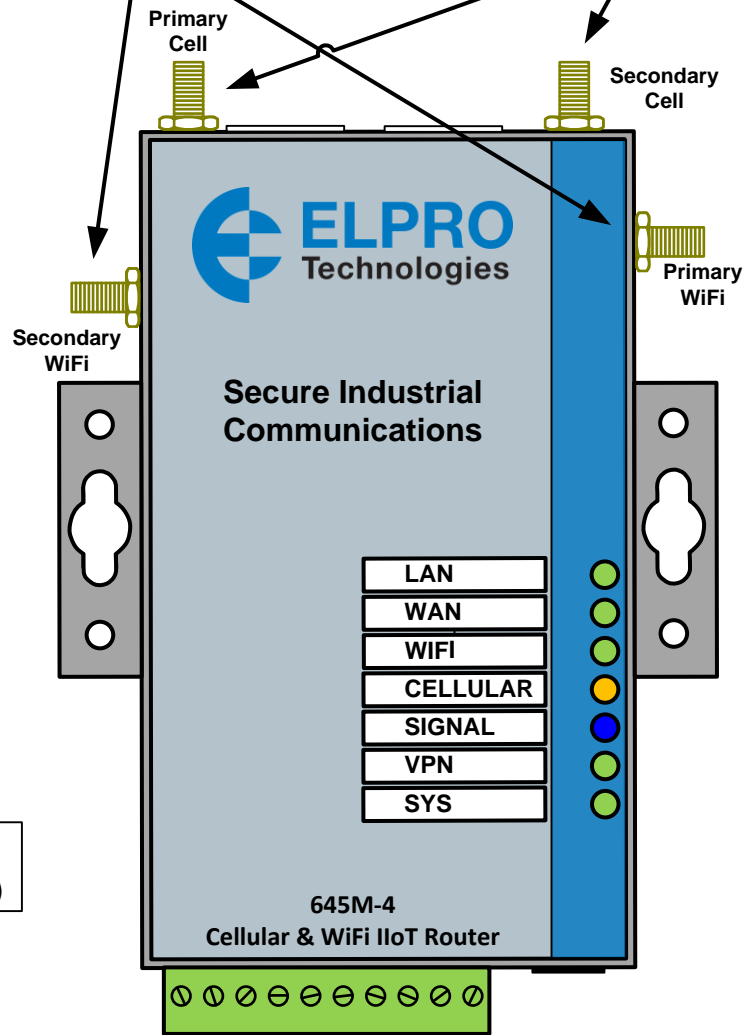 Primary
Cell
Secondary
Cell
ELPRO
Technologies
Primary
WiFi
Secondary
WiFi
Secure Industrial
Communications
LAN
WAN
WIFI
CELLULAR
SIGNAL
VPN
SYS
)
645M-4
Cellular & WiFi IIoT Router